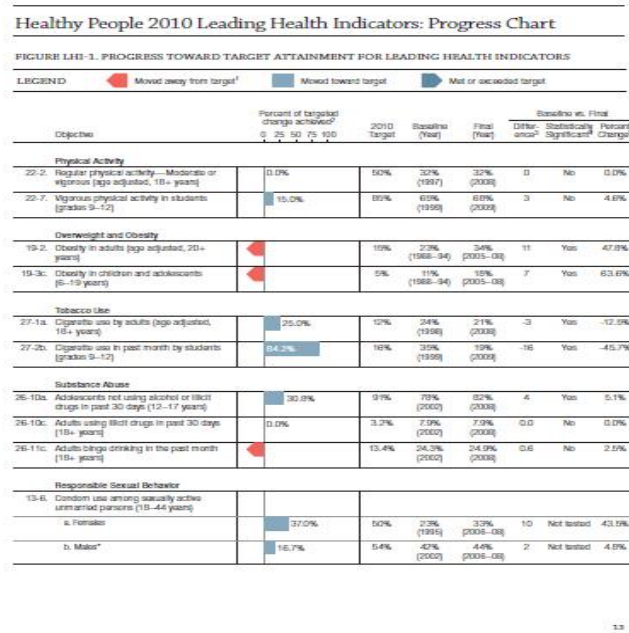 Healthy People 2010 Leading Health Indicators: Progress Chart
FIGURE LHI-1. PROGRESS TOWARD TARGET ATTAINMENT FOR LEADING HEALTH INDICATORS
LEGEND Moved away from target¹ Moved toward target Met or exceeded target
Percent of targeted change achieved² Baseline vs. Final
Objective 0 25 50 75 100 2010 Target Baseline (Year) Final (Year) Differ-ence³ Statistically Significant⁴ Percent Change
Physical Activity
22-2. Regular physical activity—Moderate or 0.0% 50% 32% 32% 0 No 0.0%
vigorous (age adjusted, 18+ years) (1997) (2008)
22-7. Vigorous physical activity in students 15.0% 85% 65% 68% 3 No 4.6%
(grades 9–12) (1999) (2009)
Overweight and Obesity
19-2. Obesity in adults (age adjusted, 20+ 15% 23% 34% 11 Yes 47.8%
years) (1988–94) (2005–08)
19-3c. Obesity in children and adolescents 5% 11% 18% 7 Yes 63.6%
(6–19 years) (1988–94) (2005–08)
Tobacco Use
27-1a. Cigarette use by adults (age adjusted, 25.0% 12% 24% 21% -3 Yes -12.5%
18+ years) (1998) (2008)
27-2b. Cigarette use in past month by students 84.2% 16% 35% 19% -16 Yes -45.7%
(grades 9–12) (1999) (2009)
Substance Abuse
26-10a. Adolescents not using alcohol or illicit 30.8% 91% 78% 82% 4 Yes 5.1%
drugs in past 30 days (12–17 years) (2002) (2008)
26-10c. Adults using illicit drugs in past 30 days 0.0% 3.2% 7.9% 7.9% 0.0 No 0.0%
(18+ years) (2002) (2008)
26-11c. Adults binge drinking in the past month 13.4% 24.3% 24.9% 0.6 No 2.5%
(18+ years) (2002) (2008)
Responsible Sexual Behavior
13-6. Condom use among sexually active
unmarried persons (18–44 years)
a. Females 37.0% 50% 23% 33% 10 Not tested 43.5%
(1995) (2006–08)
b. Males* 16.7% 54% 42% 44% 2 Not tested 4.8%
(2002) (2006–08)
13